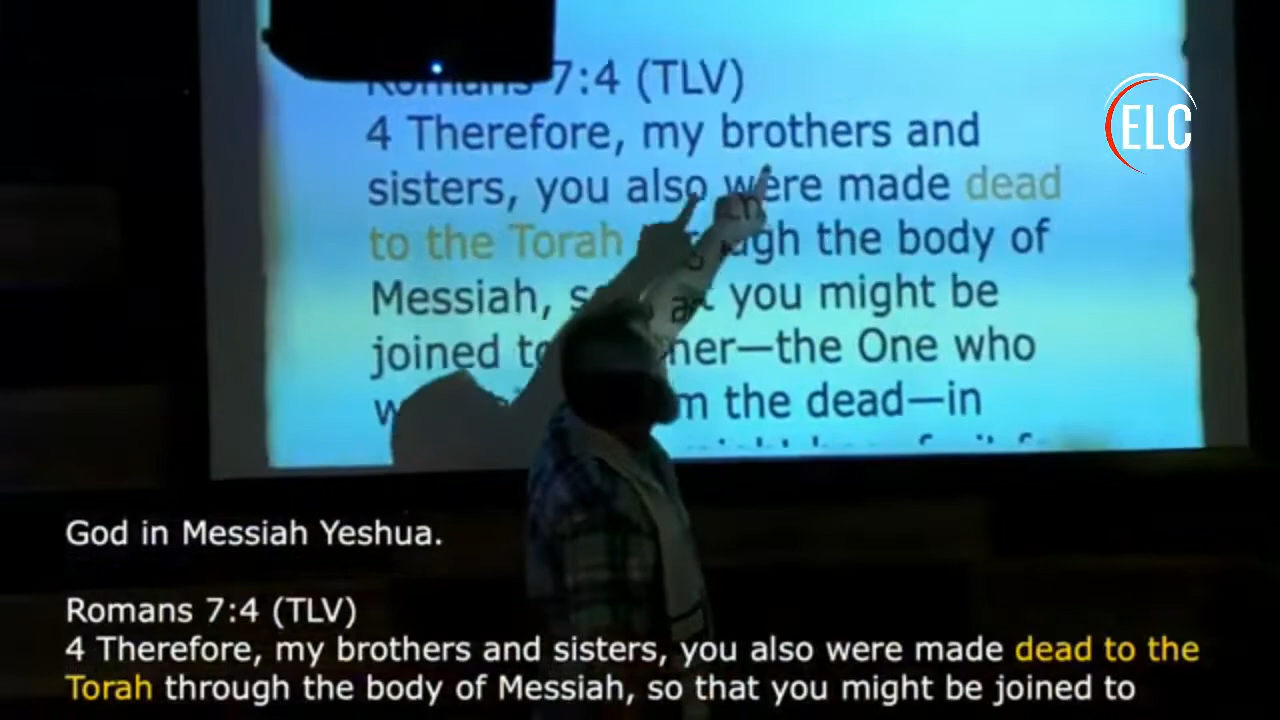 Romans 7:4 (TLV)
4 Therefore, my brothers and
sisters, you also were made dead
to the Torah through the body of
Messiah, so that you might be
joined to the One who
the dead—in
ELC
God in Messiah Yeshua.
Romans 7:4 (TLV)
4 Therefore, my brothers and sisters, you also were made dead to the
Torah through the body of Messiah, so that you might be joined to